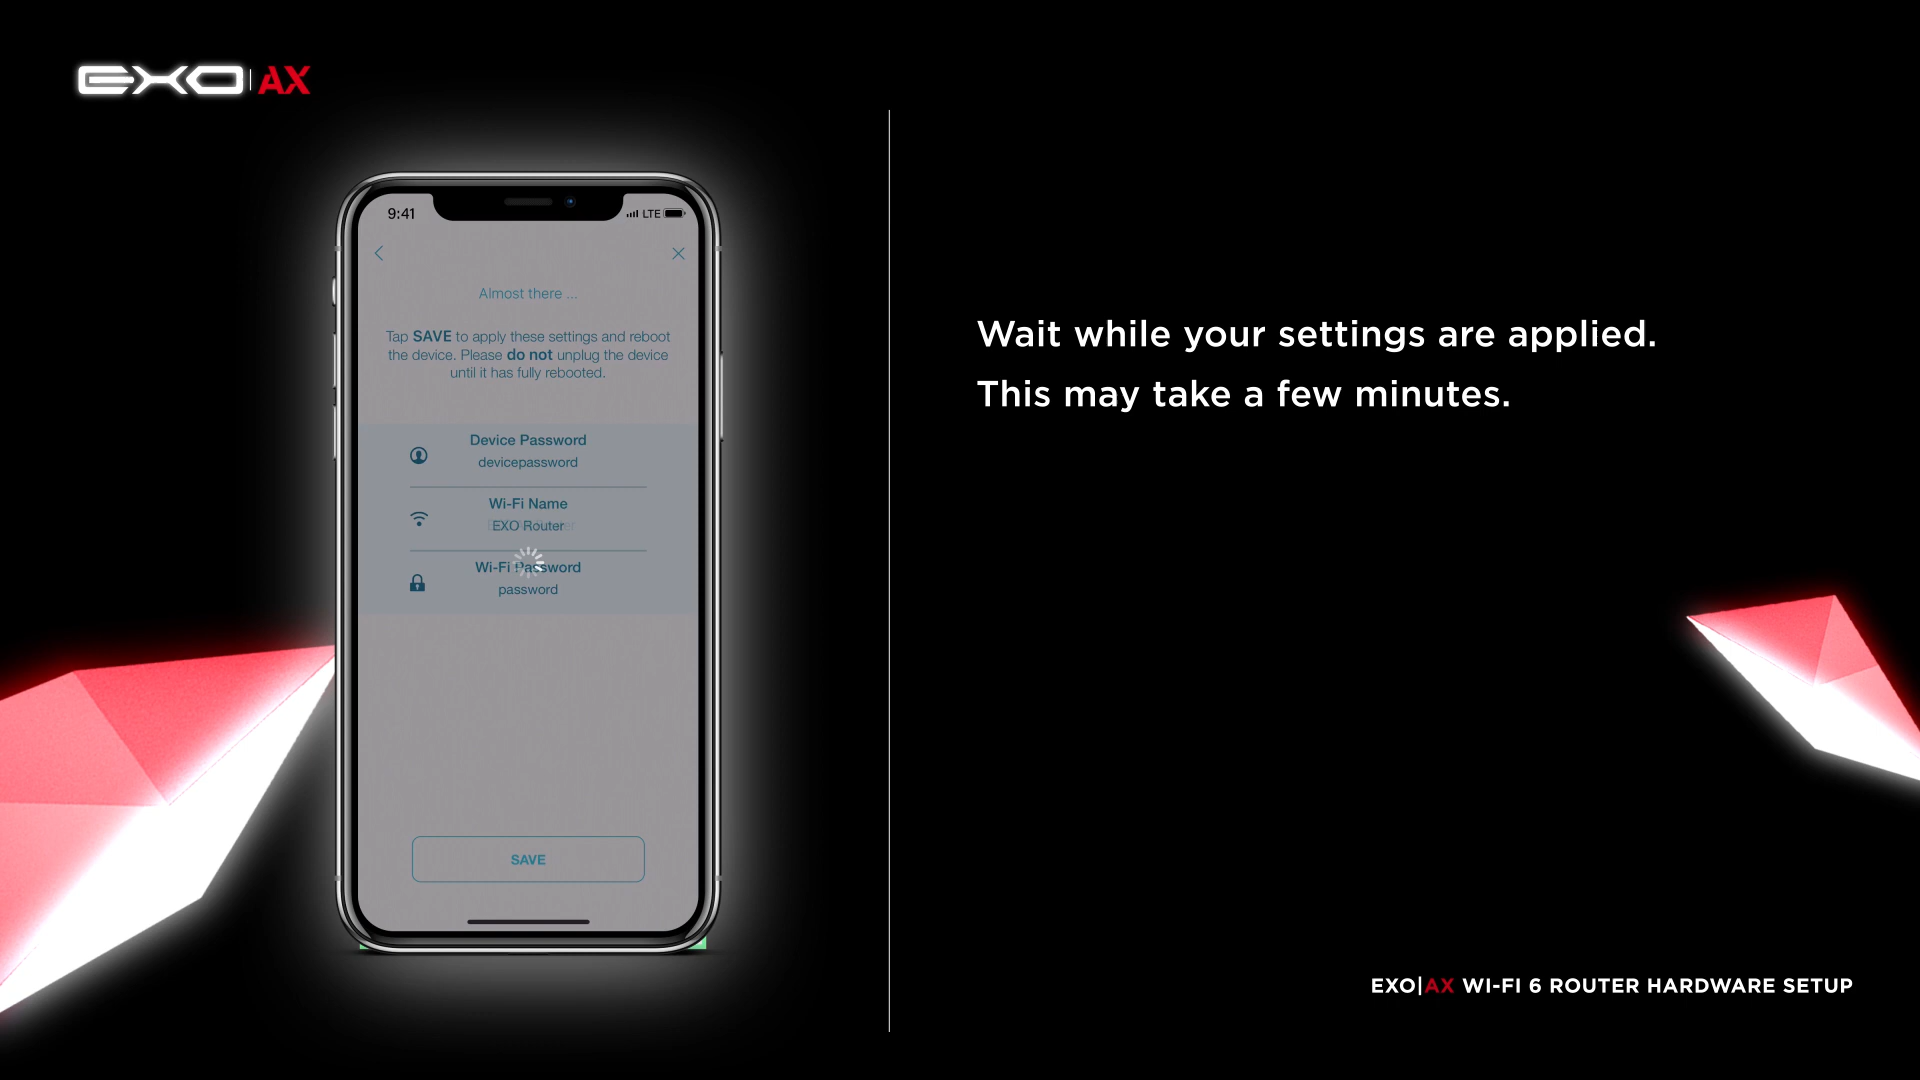 EXO|AX
9:41
LTE
Almost there ...
Tap SAVE to apply these settings and reboot
the device. Please do not unplug the device
until it has fully rebooted.
Device Password
devicepassword
Wi-Fi Name
EXO Router
Wi-Fi Password
password
SAVE
Wait while your settings are applied.
This may take a few minutes.
EXO|AX WI-FI 6 ROUTER HARDWARE SETUP